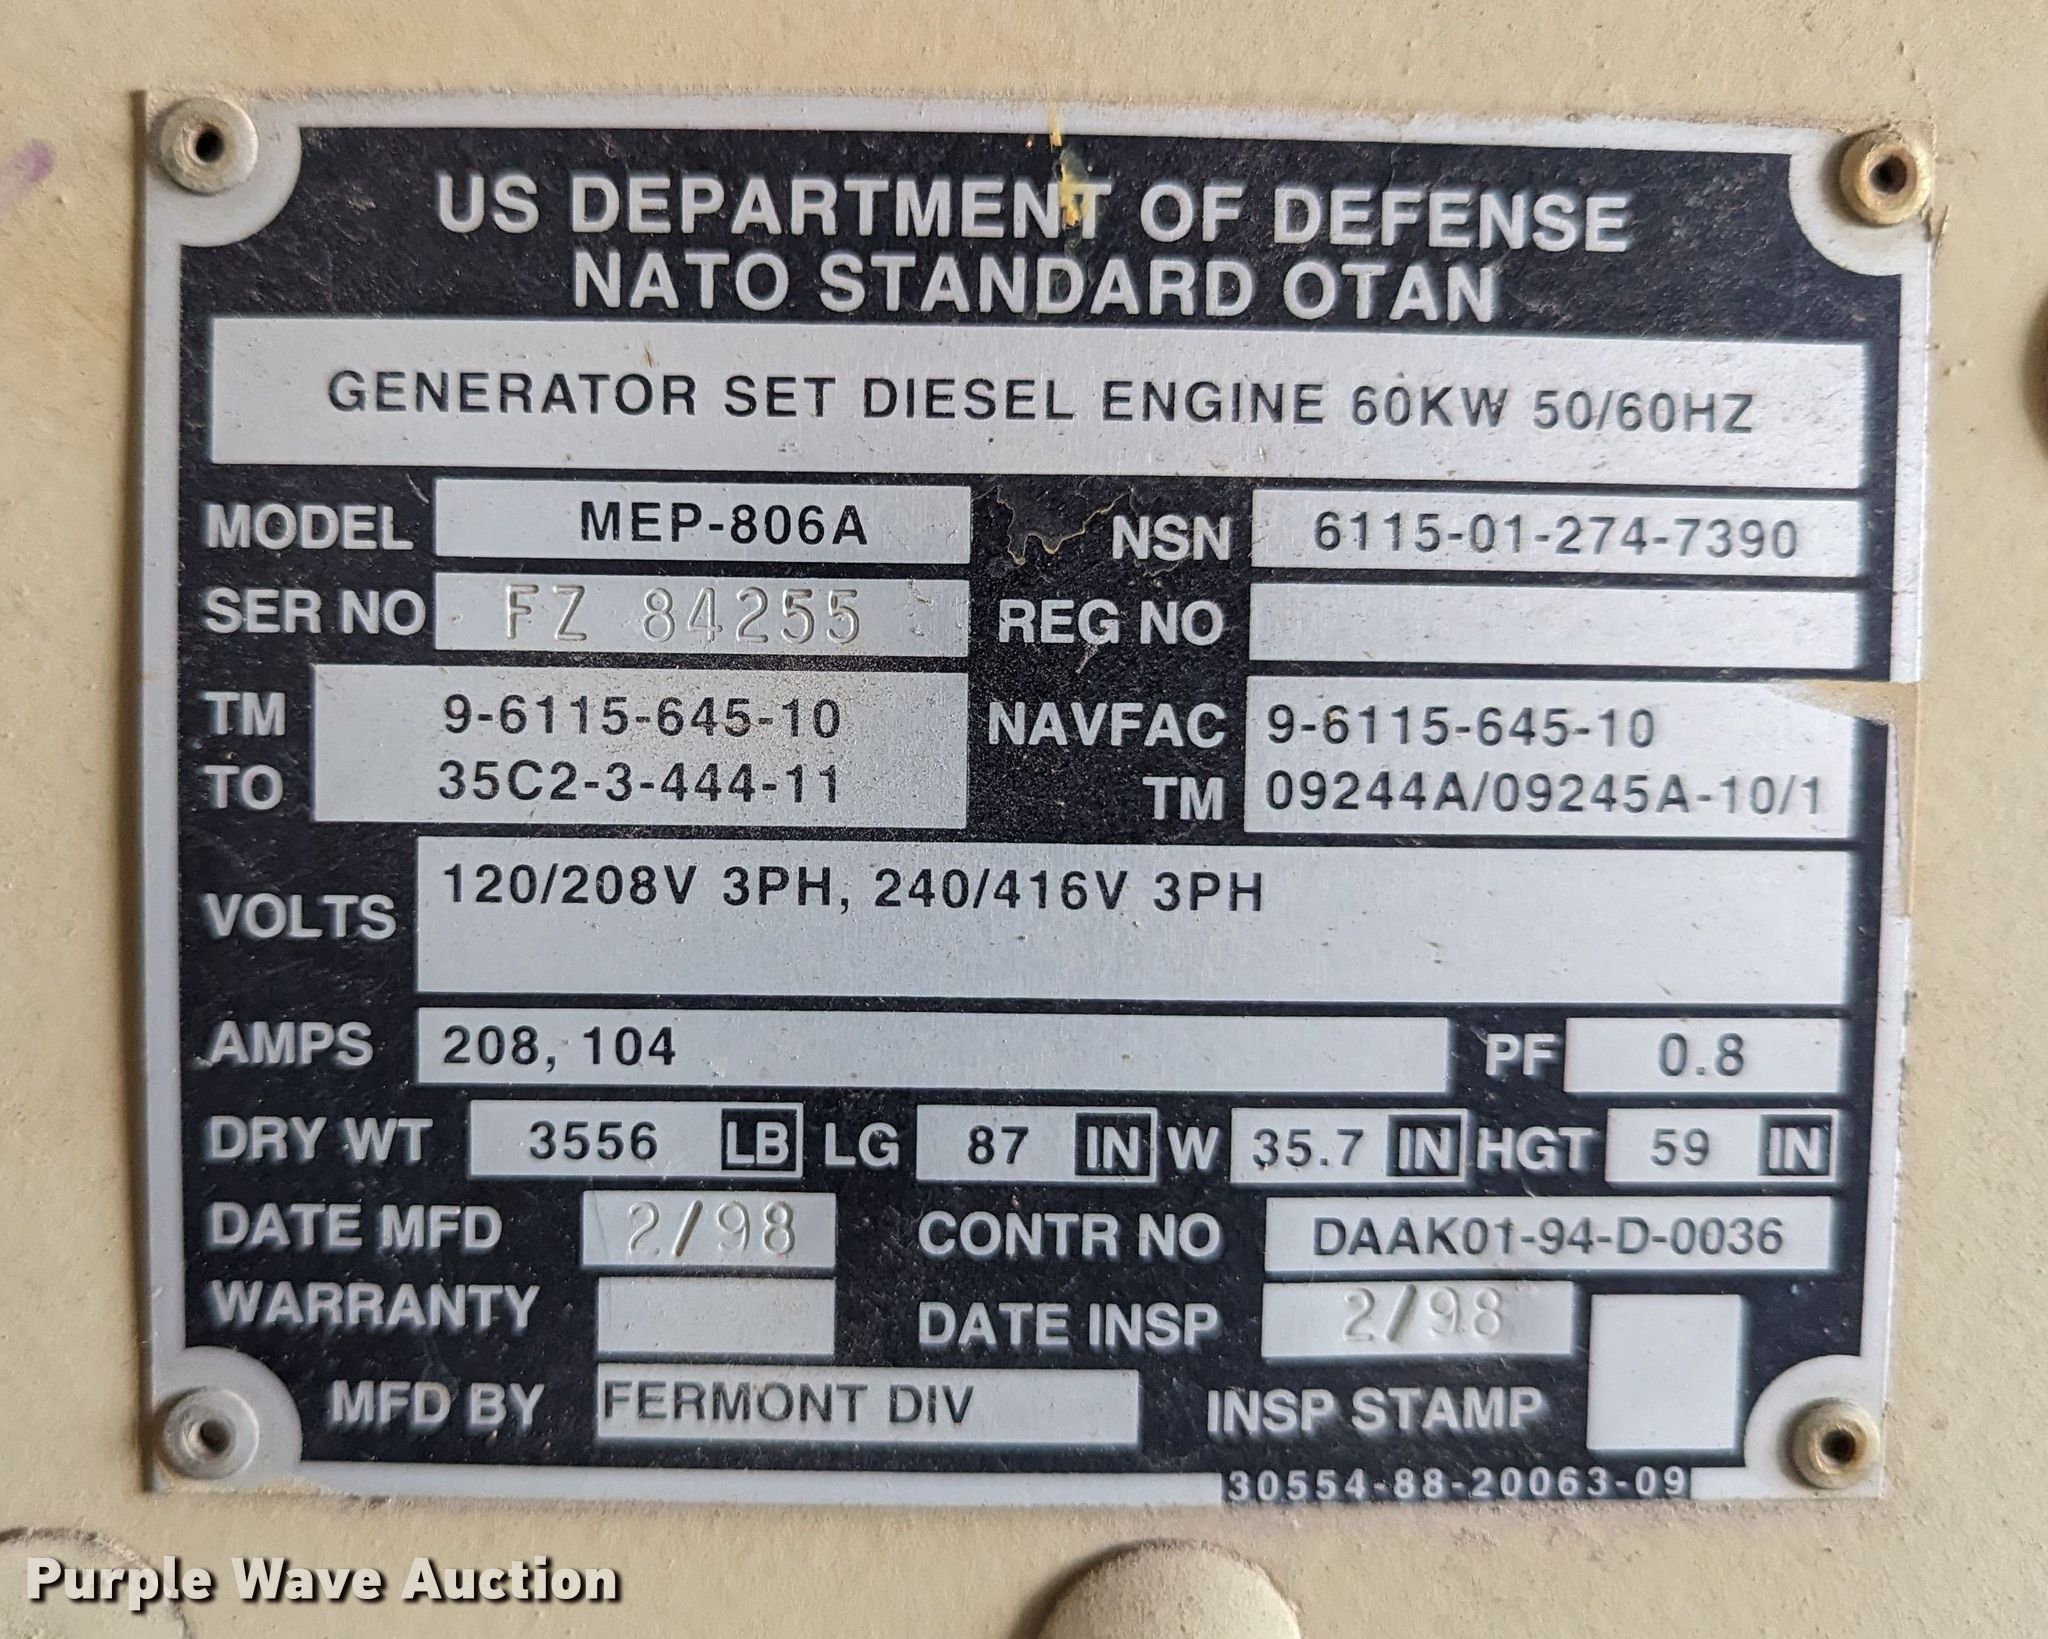 US DEPARTMENT OF DEFENSE
NATO STANDARD OTAN
GENERATOR SET DIESEL ENGINE 60KW 50/60HZ
MODEL MEP-806A NSN 6115-01-274-7390
SER NO FZ 84255 REG NO
TM 9-6115-645-10 NAVFAC 9-6115-645-10
TO 35C2-3-444-11 TM 09244A/09245A-10/1
VOLTS 120/208V 3PH, 240/416V 3PH
AMPS 208, 104 PF 0.8
DRY WT 3556 LB LG 87 IN W 35.7 IN HGT 59 IN
DATE MFD 2/98 CONTR NO DAAK01-94-D-0036
WARRANTY DATE INSP 2/98
MFD BY FERMONT DIV INSP STAMP
30554-88-20063-09
Purple Wave Auction